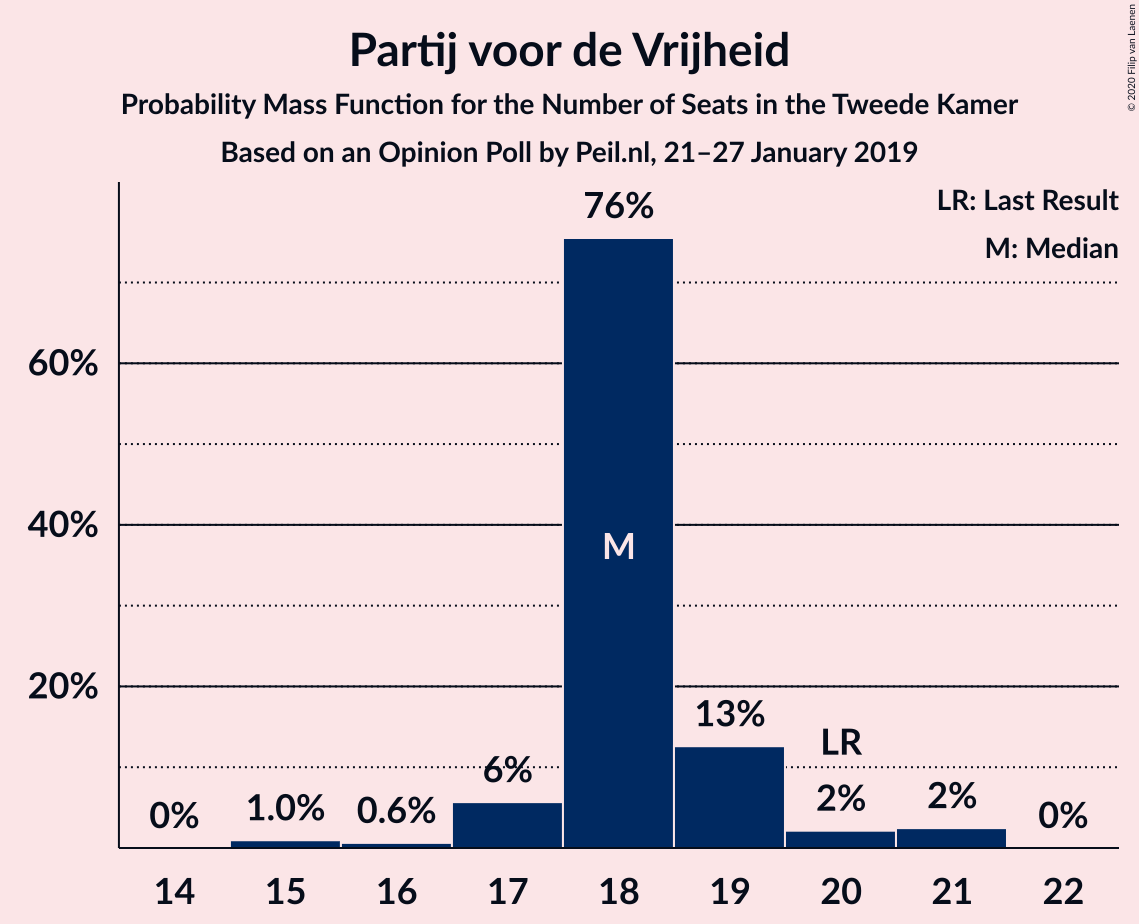 Partij voor de Vrijheid
Probability Mass Function for the Number of Seats in the Tweede Kamer
Based on an Opinion Poll by Peil.nl, 21–27 January 2019
© 2020 Filip van Laenen
LR: Last Result
M: Median
60%
40%
20%
0%
1.0%
0.6%
6%
76%
M
13%
LR
2%
2%
0%
14 15 16 17 18 19 20 21 22